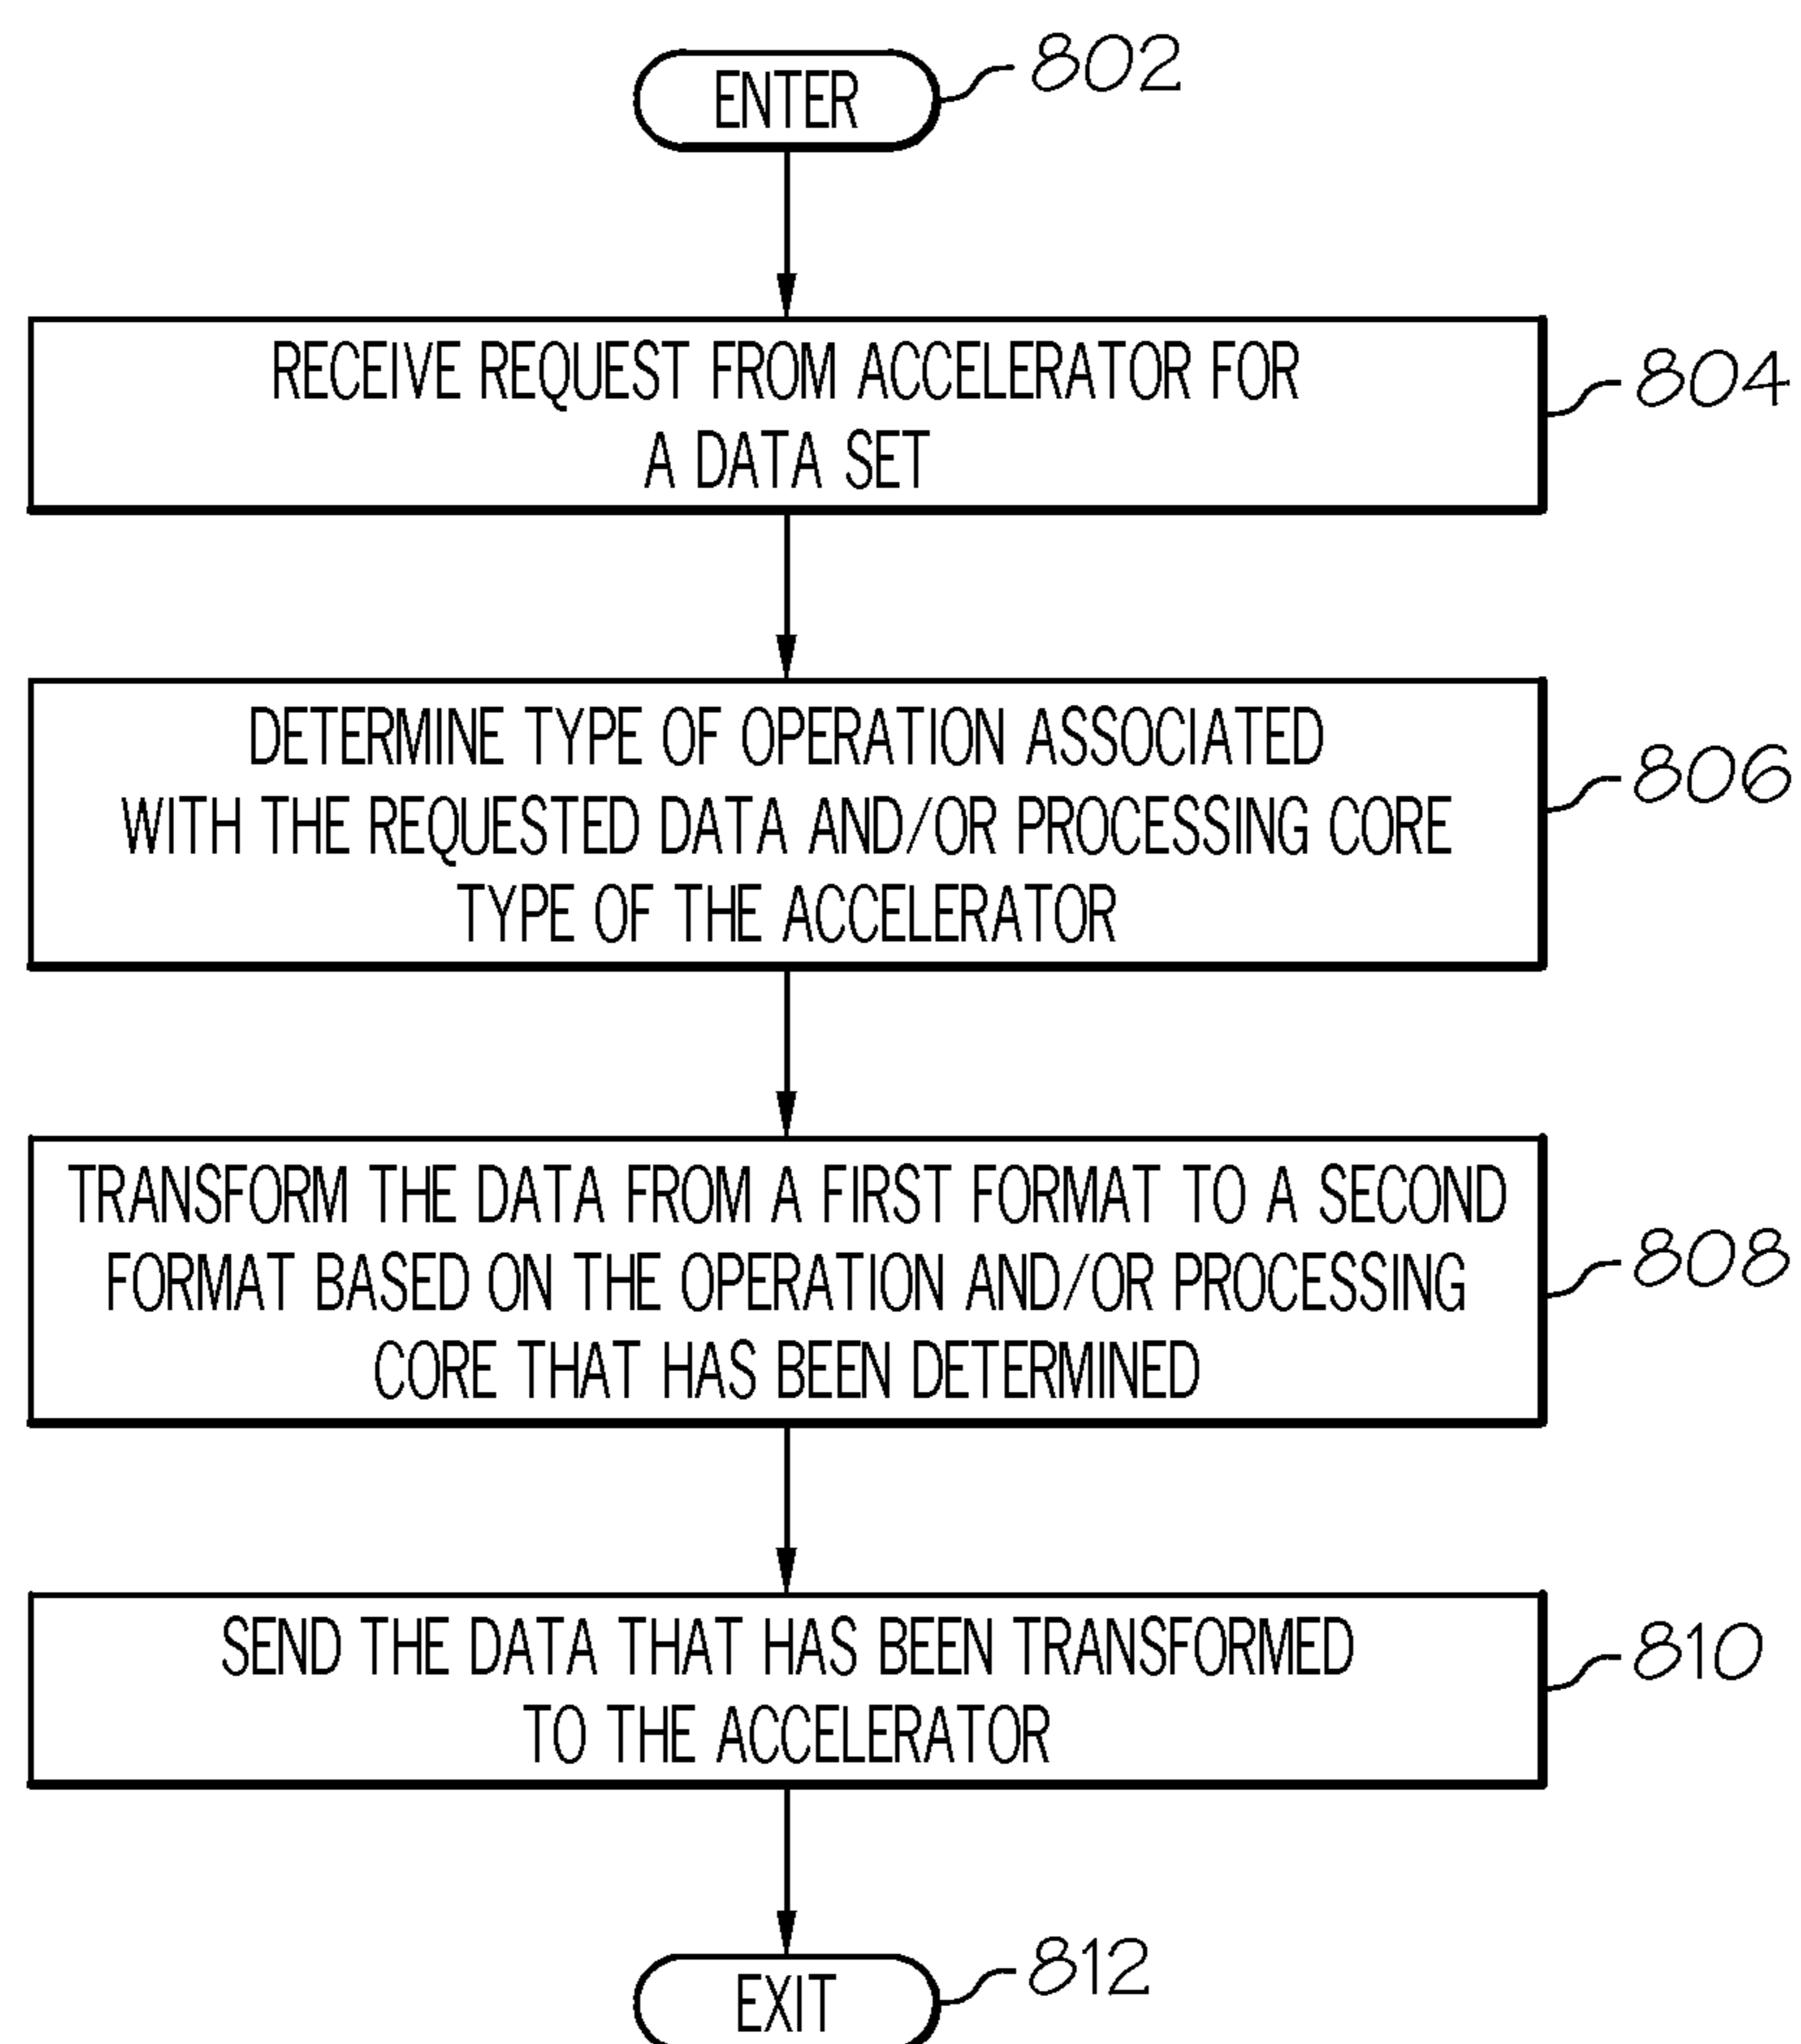 ENTER
802
RECEIVE REQUEST FROM ACCELERATOR FOR
A DATA SET
804
DETERMINE TYPE OF OPERATION ASSOCIATED
WITH THE REQUESTED DATA AND/OR PROCESSING CORE
TYPE OF THE ACCELERATOR
806
TRANSFORM THE DATA FROM A FIRST FORMAT TO A SECOND
FORMAT BASED ON THE OPERATION AND/OR PROCESSING
CORE THAT HAS BEEN DETERMINED
808
SEND THE DATA THAT HAS BEEN TRANSFORMED
TO THE ACCELERATOR
810
EXIT
812